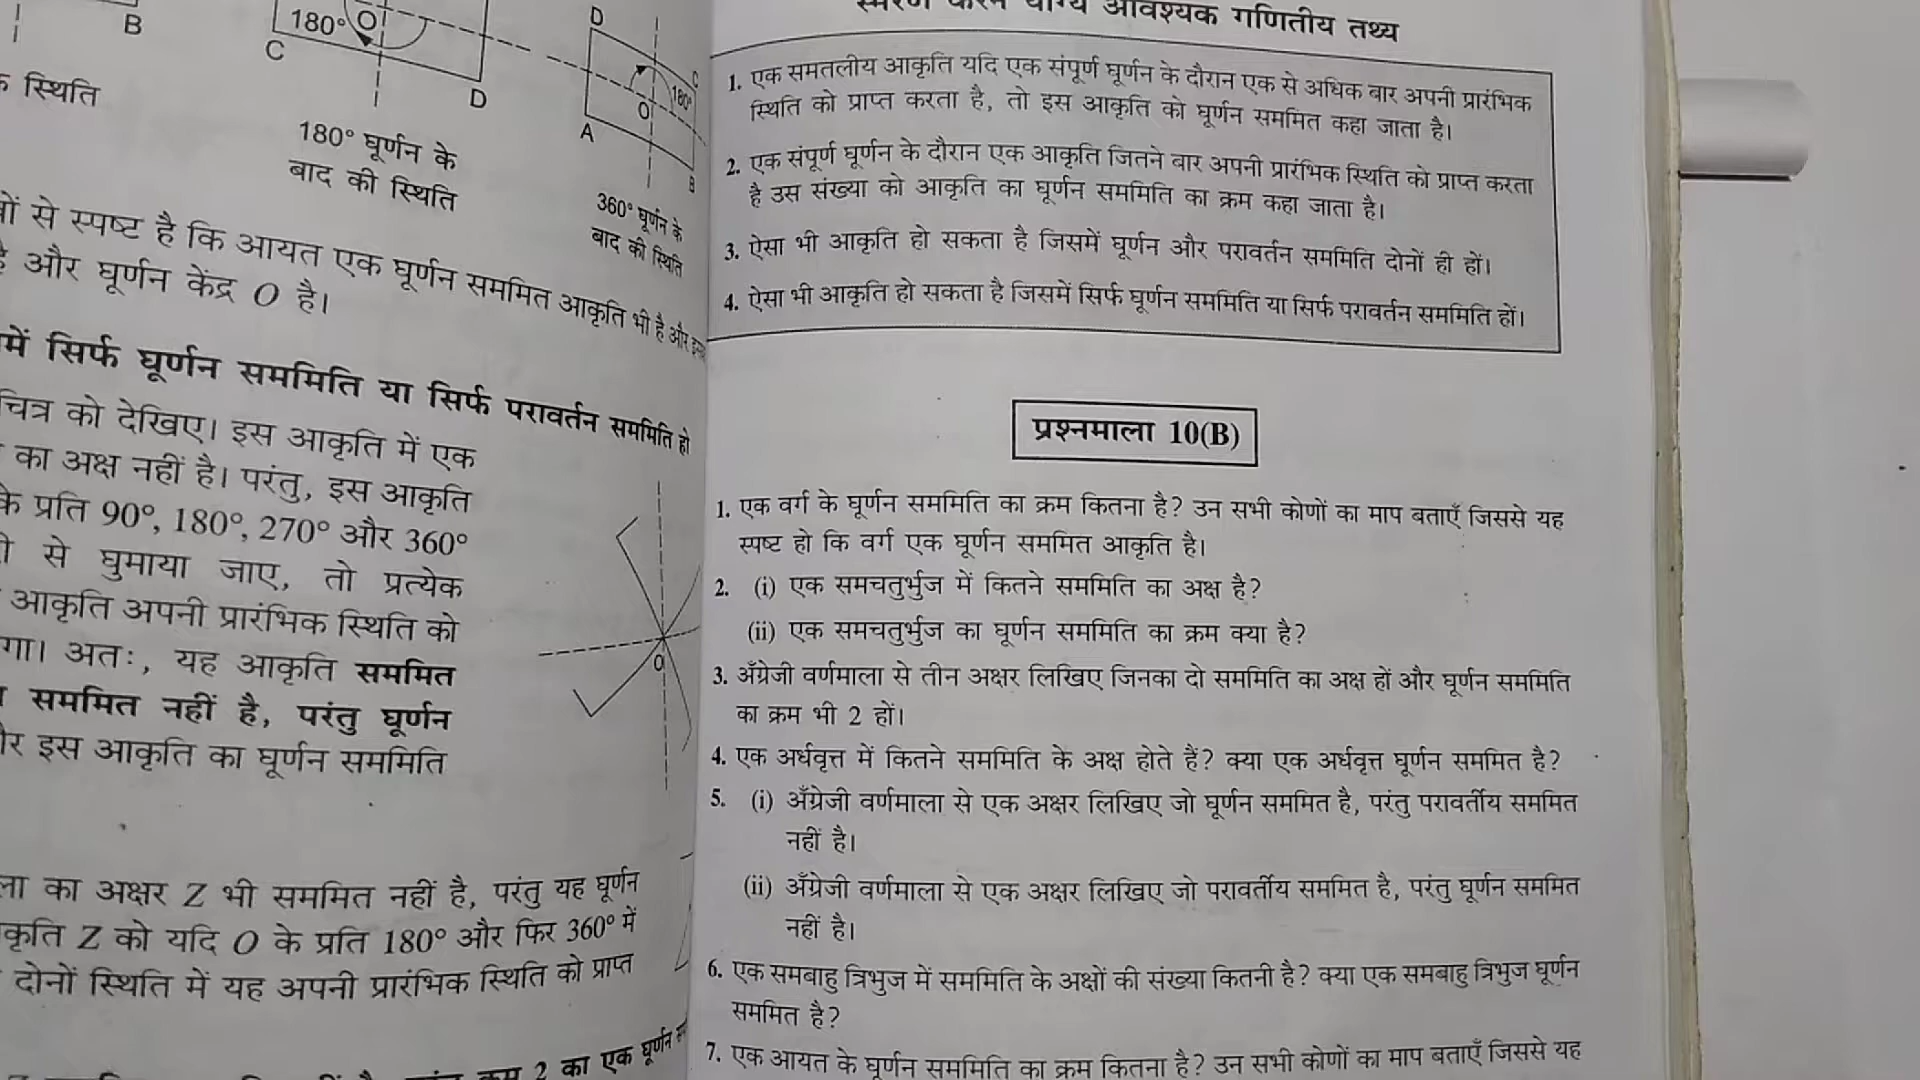 B
180°
O
C
D
क स्थिति
180° घूर्णन के
बाद की स्थिति
D
C
180°
O
A
B
360° घूर्णन के
बाद की स्थिति
से स्पष्ट है कि आयत एक घूर्णन सममित आकृति भी है और
और घूर्णन केंद्र O है।
में सिर्फ घूर्णन सममिति या सिर्फ परावर्तन सममिति हो
चित्र को देखिए। इस आकृति में एक
का अक्ष नहीं है। परंतु, इस आकृति
के प्रति 90°, 180°, 270° और 360°
से घुमाया जाए, तो प्रत्येक
आकृति अपनी प्रारंभिक स्थिति को
अतः, यह आकृति सममित
सममित नहीं है, परंतु घूर्णन
इस आकृति का घूर्णन सममिति
O
का अक्षर Z भी सममित नहीं है, परंतु यह घूर्णन
Z को यदि O के प्रति 180° और फिर 360° में
दोनों स्थिति में यह अपनी प्रारंभिक स्थिति को प्राप्त
क्रम 2 का एक घूर्णन
स्मरण करने योग्य आवश्यक गणितीय तथ्य
1. एक समतलीय आकृति यदि एक संपूर्ण घूर्णन के दौरान एक से अधिक बार अपनी प्रारंभिक
स्थिति को प्राप्त करता है, तो इस आकृति को घूर्णन सममित कहा जाता है।
2. एक संपूर्ण घूर्णन के दौरान एक आकृति जितने बार अपनी प्रारंभिक स्थिति को प्राप्त करता
है उस संख्या को आकृति का घूर्णन सममिति का क्रम कहा जाता है।
3. ऐसा भी आकृति हो सकता है जिसमें घूर्णन और परावर्तन सममिति दोनों ही हों।
4. ऐसा भी आकृति हो सकता है जिसमें सिर्फ घूर्णन सममिति या सिर्फ परावर्तन सममिति हों।
प्रश्नमाला 10(B)
1. एक वर्ग के घूर्णन सममिति का क्रम कितना है? उन सभी कोणों का माप बताएँ जिससे यह
स्पष्ट हो कि वर्ग एक घूर्णन सममित आकृति है।
2. (i) एक समचतुर्भुज में कितने सममिति का अक्ष है?
(ii) एक समचतुर्भुज का घूर्णन सममिति का क्रम क्या है?
3. अँग्रेजी वर्णमाला से तीन अक्षर लिखिए जिनका दो सममिति का अक्ष हों और घूर्णन सममिति
का क्रम भी 2 हों।
4. एक अर्धवृत्त में कितने सममिति के अक्ष होते हैं? क्या एक अर्धवृत्त घूर्णन सममित है?
5. (i) अँग्रेजी वर्णमाला से एक अक्षर लिखिए जो घूर्णन सममित है, परंतु परावर्तीय सममित
नहीं है।
(ii) अँग्रेजी वर्णमाला से एक अक्षर लिखिए जो परावर्तीय सममित है, परंतु घूर्णन सममित
नहीं है।
6. एक समबाहु त्रिभुज में सममिति के अक्षों की संख्या कितनी है? क्या एक समबाहु त्रिभुज घूर्णन
सममित है?
7. एक आयत के घूर्णन सममिति का क्रम कितना है? उन सभी कोणों का माप बताएँ जिससे यह